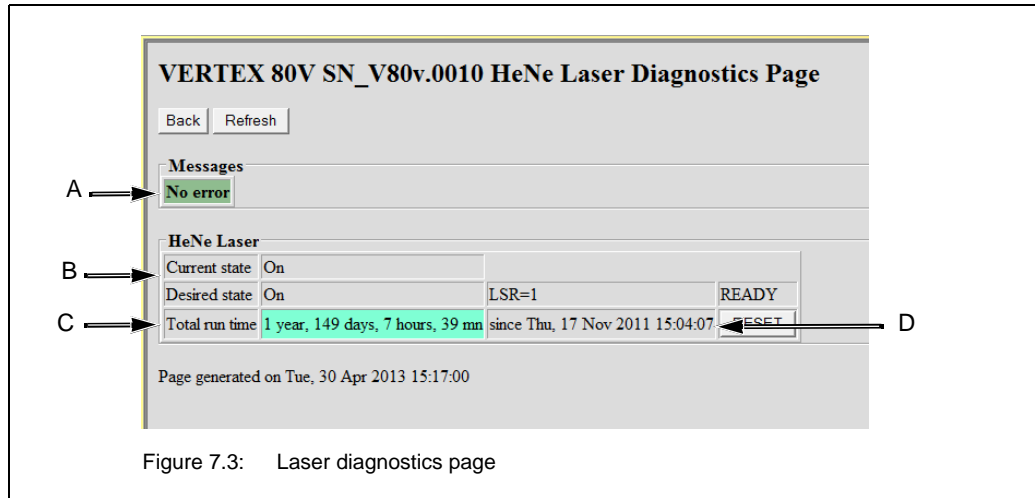 VERTEX 80V SN_V80v.0010 HeNe Laser Diagnostics Page
Back Refresh
Messages
A No error
HeNe Laser
B Current state On
Desired state On LSR=1 READY
C Total run time 1 year, 149 days, 7 hours, 39 mn since Thu, 17 Nov 2011 15:04:07 RESET D
Page generated on Tue, 30 Apr 2013 15:17:00
Figure 7.3: Laser diagnostics page